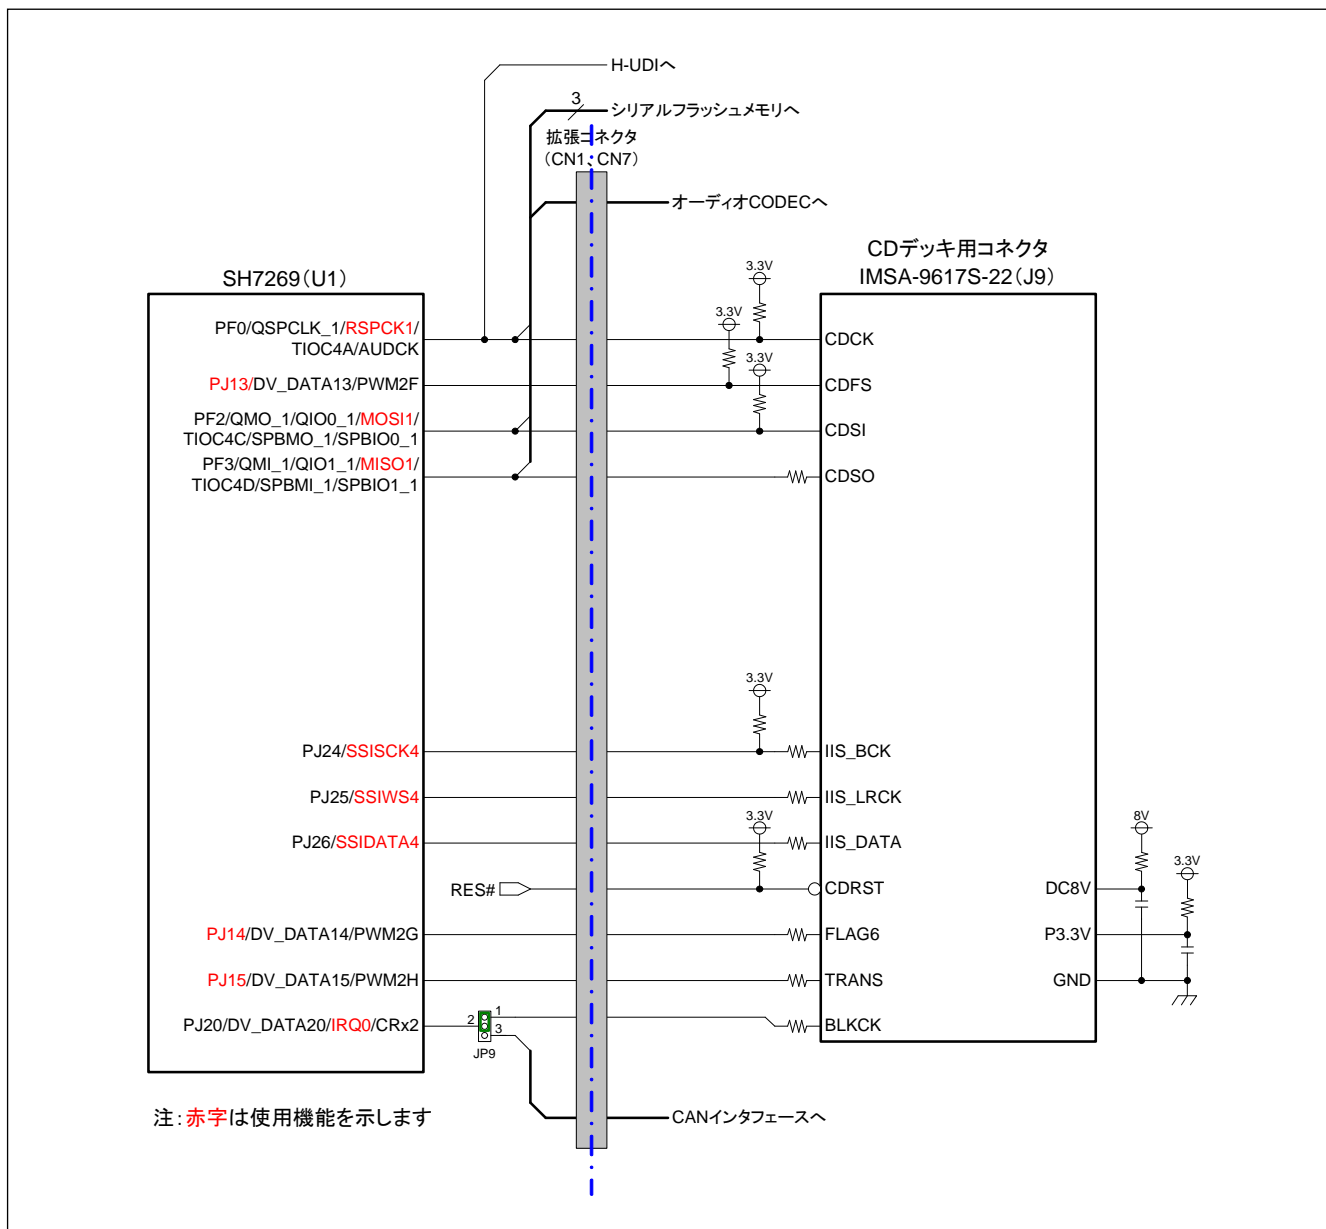 H-UDIへ
3
シリアルフラッシュメモリへ
拡張コネクタ
(CN1、CN7)
オーディオCODECへ
CDデッキ用コネクタ
IMSA-9617S-22(J9)
SH7269(U1)
3.3V
3.3V
PF0/QSPCLK_1/RSPCK1/
TIOC4A/AUDCK
CDCK
3.3V
PJ13/DV_DATA13/PWM2F
CDFS
PF2/QMO_1/QIO0_1/MOSI1/
TIOC4C/SPBMO_1/SPBIO0_1
CDSI
PF3/QMI_1/QIO1_1/MISO1/
TIOC4D/SPBMI_1/SPBIO1_1
CDSO
3.3V
PJ24/SSISCK4
IIS_BCK
PJ25/SSIWS4
IIS_LRCK
3.3V
8V
PJ26/SSIDATA4
IIS_DATA
3.3V
RES#
CDRST
DC8V
PJ14/DV_DATA14/PWM2G
FLAG6
P3.3V
PJ15/DV_DATA15/PWM2H
TRANS
GND
PJ20/DV_DATA20/IRQ0/CRx2
2
1
3
JP9
BLKCK
注:赤字は使用機能を示します
CANインタフェースへ